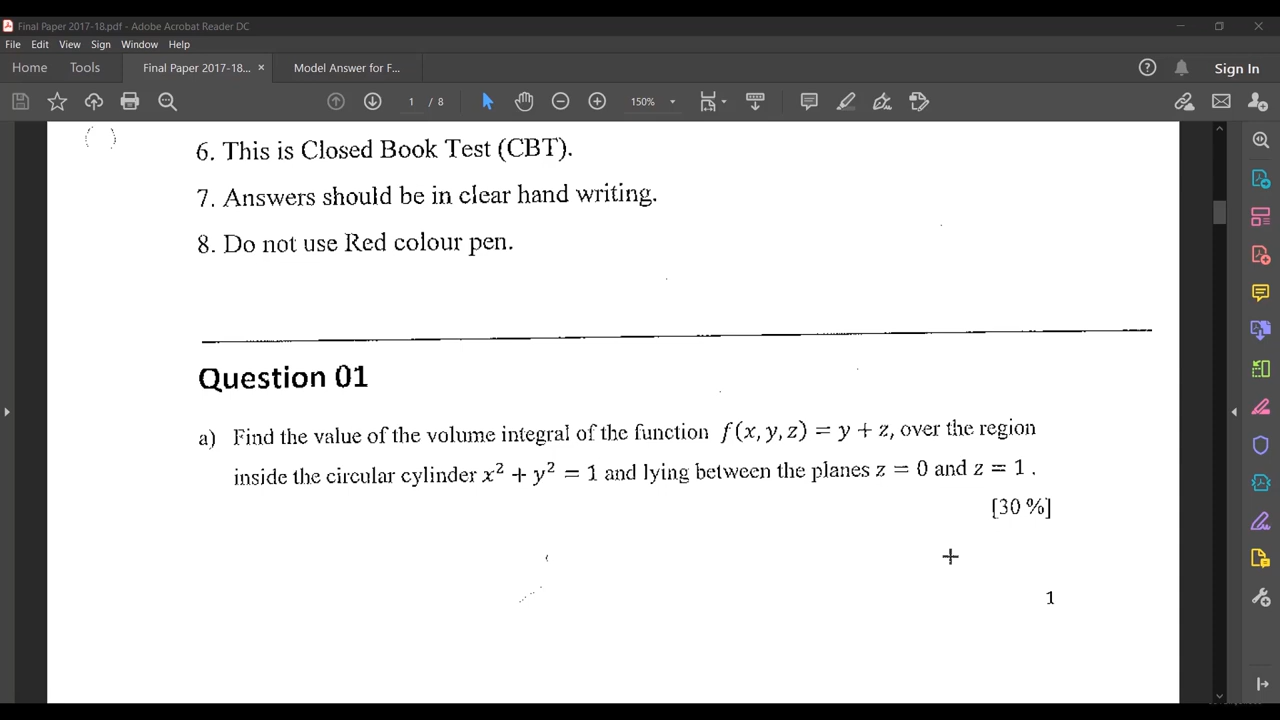 Final Paper 2017-18.pdf - Adobe Acrobat Reader DC
File Edit View Sign Window Help
Home Tools Final Paper 2017-18... × Model Answer for F... Sign In
1 / 8 150%
6. This is Closed Book Test (CBT).
7. Answers should be in clear hand writing.
8. Do not use Red colour pen.
Question 01
a) Find the value of the volume integral of the function f(x, y, z) = y + z, over the region
inside the circular cylinder x² + y² = 1 and lying between the planes z = 0 and z = 1 .
[30 %]
1